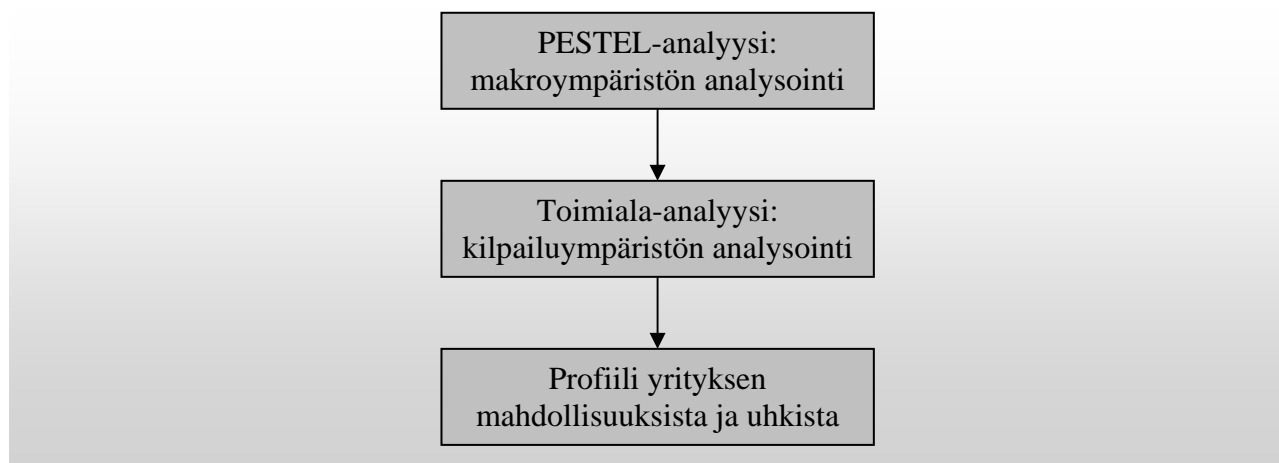 PESTEL-analyysi:
makroympäristön analysointi
Toimiala-analyysi:
kilpailuympäristön analysointi
Profiili yrityksen
mahdollisuuksista ja uhkista